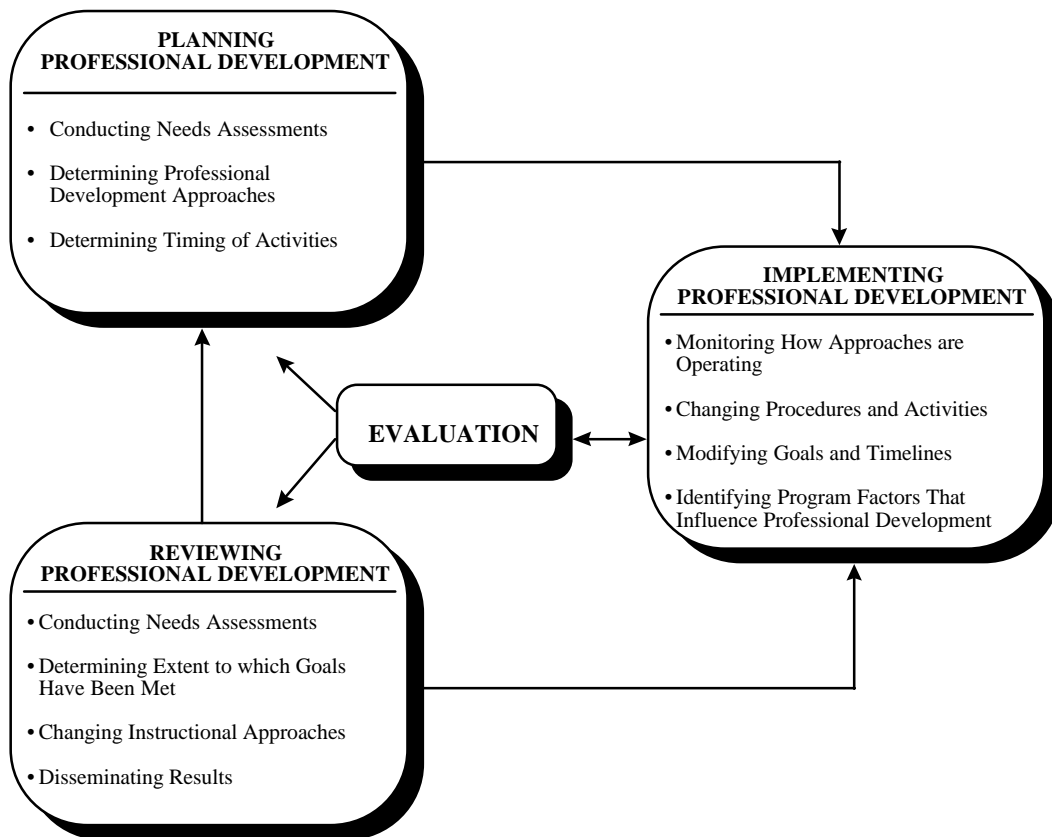 PLANNING
PROFESSIONAL DEVELOPMENT
• Conducting Needs Assessments
• Determining Professional
Development Approaches
• Determining Timing of Activities
IMPLEMENTING
PROFESSIONAL DEVELOPMENT
• Monitoring How Approaches are
Operating
• Changing Procedures and Activities
• Modifying Goals and Timelines
• Identifying Program Factors That
Influence Professional Development
EVALUATION
REVIEWING
PROFESSIONAL DEVELOPMENT
• Conducting Needs Assessments
• Determining Extent to which Goals
Have Been Met
• Changing Instructional Approaches
• Disseminating Results